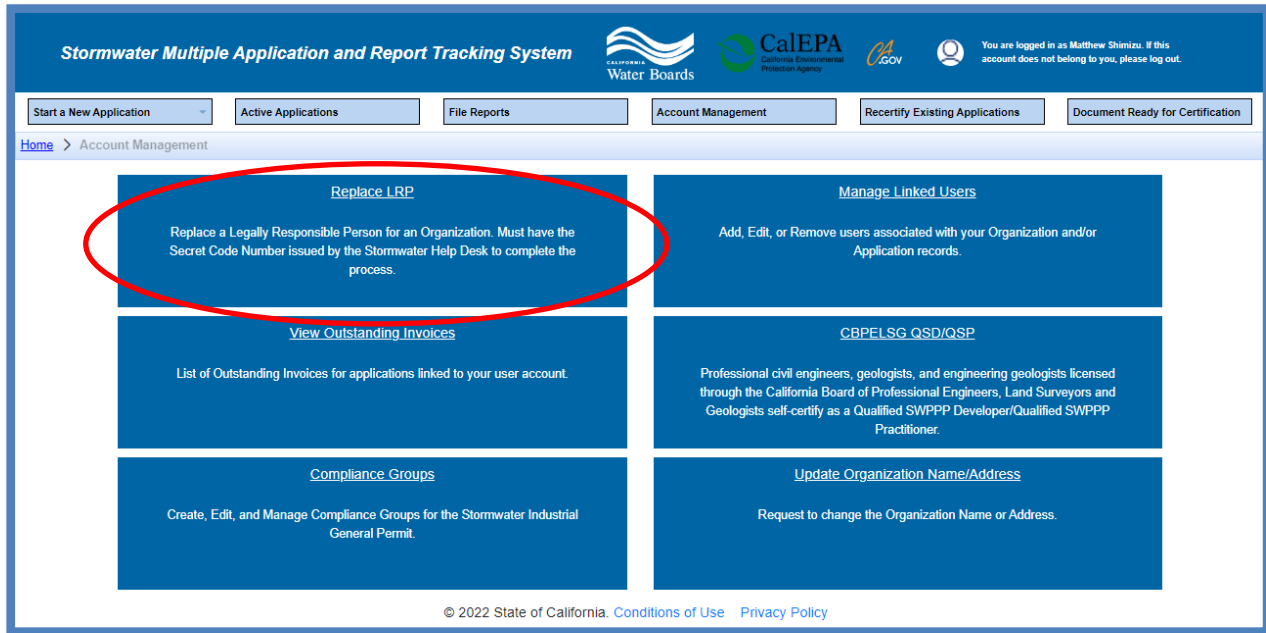 Stormwater Multiple Application and Report Tracking System
CALIFORNIA
Water Boards
CalEPA
California Environmental
Protection Agency
CA.GOV
You are logged in as Matthew Shimizu. If this
account does not belong to you, please log out.
Start a New Application
Active Applications
File Reports
Account Management
Recertify Existing Applications
Document Ready for Certification
Home > Account Management
Replace LRP
Replace a Legally Responsible Person for an Organization. Must have the
Secret Code Number issued by the Stormwater Help Desk to complete the
process.
Manage Linked Users
Add, Edit, or Remove users associated with your Organization and/or
Application records.
View Outstanding Invoices
List of Outstanding Invoices for applications linked to your user account.
CBPELSG QSD/QSP
Professional civil engineers, geologists, and engineering geologists licensed
through the California Board of Professional Engineers, Land Surveyors and
Geologists self-certify as a Qualified SWPPP Developer/Qualified SWPPP
Practitioner.
Compliance Groups
Create, Edit, and Manage Compliance Groups for the Stormwater Industrial
General Permit.
Update Organization Name/Address
Request to change the Organization Name or Address.
© 2022 State of California. Conditions of Use Privacy Policy